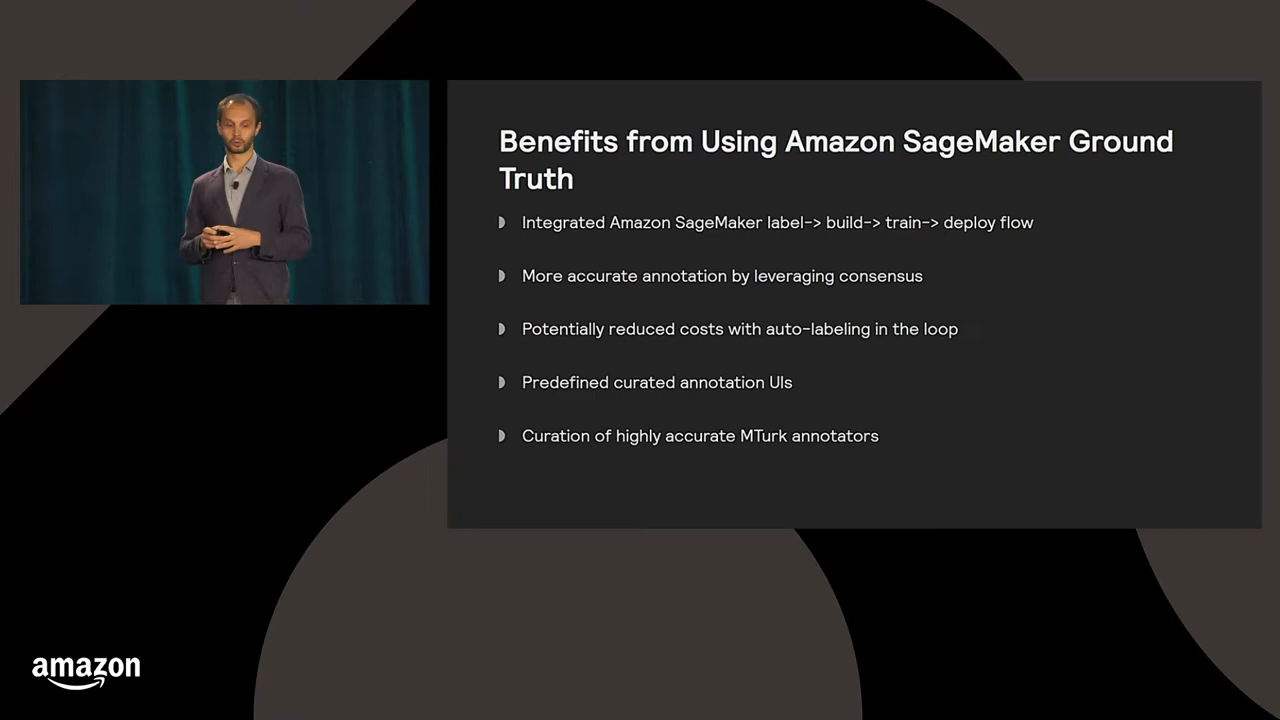 Benefits from Using Amazon SageMaker Ground
Truth
Integrated Amazon SageMaker label-> build-> train-> deploy flow
More accurate annotation by leveraging consensus
Potentially reduced costs with auto-labeling in the loop
Predefined curated annotation UIs
Curation of highly accurate MTurk annotators
amazon